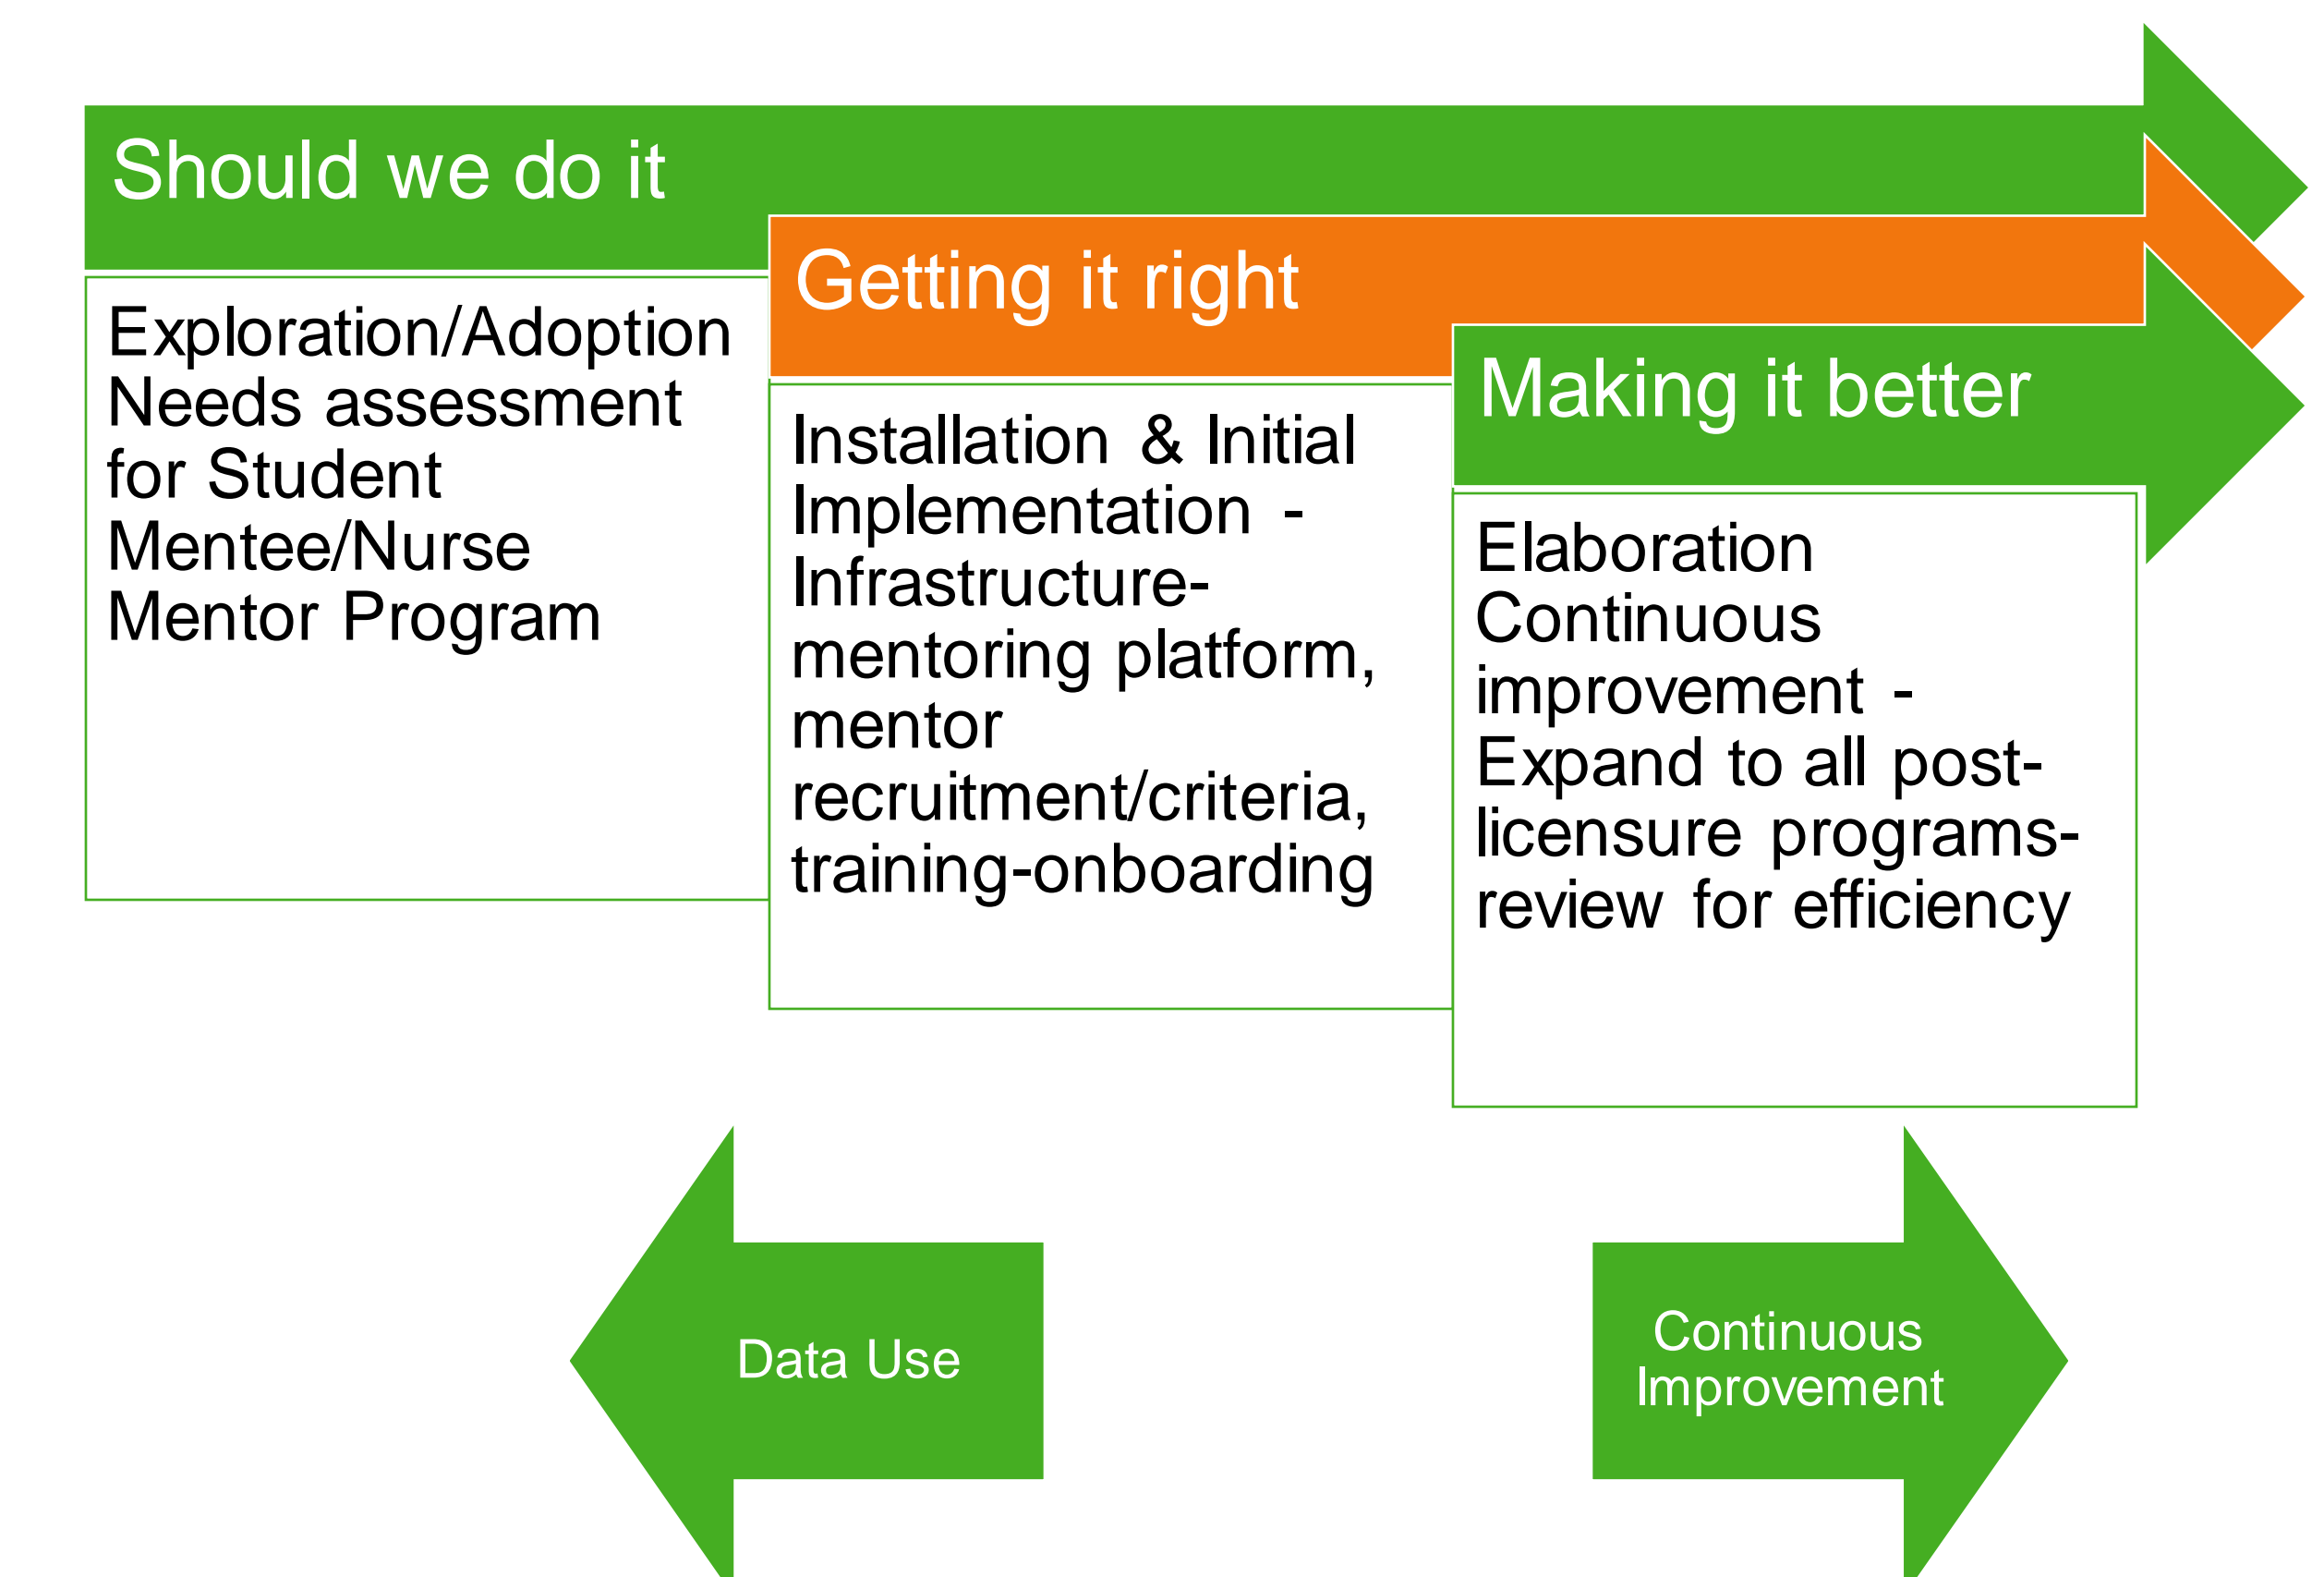 Should we do it
Exploration/Adoption
Needs assessment
for Student
Mentee/Nurse
Mentor Program
Getting it right
Installation & Initial
Implementation -
Infrastructure-
mentoring platform,
mentor
recruitment/criteria,
training-onboarding
Making it better
Elaboration
Continuous
improvement -
Expand to all post-
licensure programs-
review for efficiency
Data Use
Continuous
Improvement